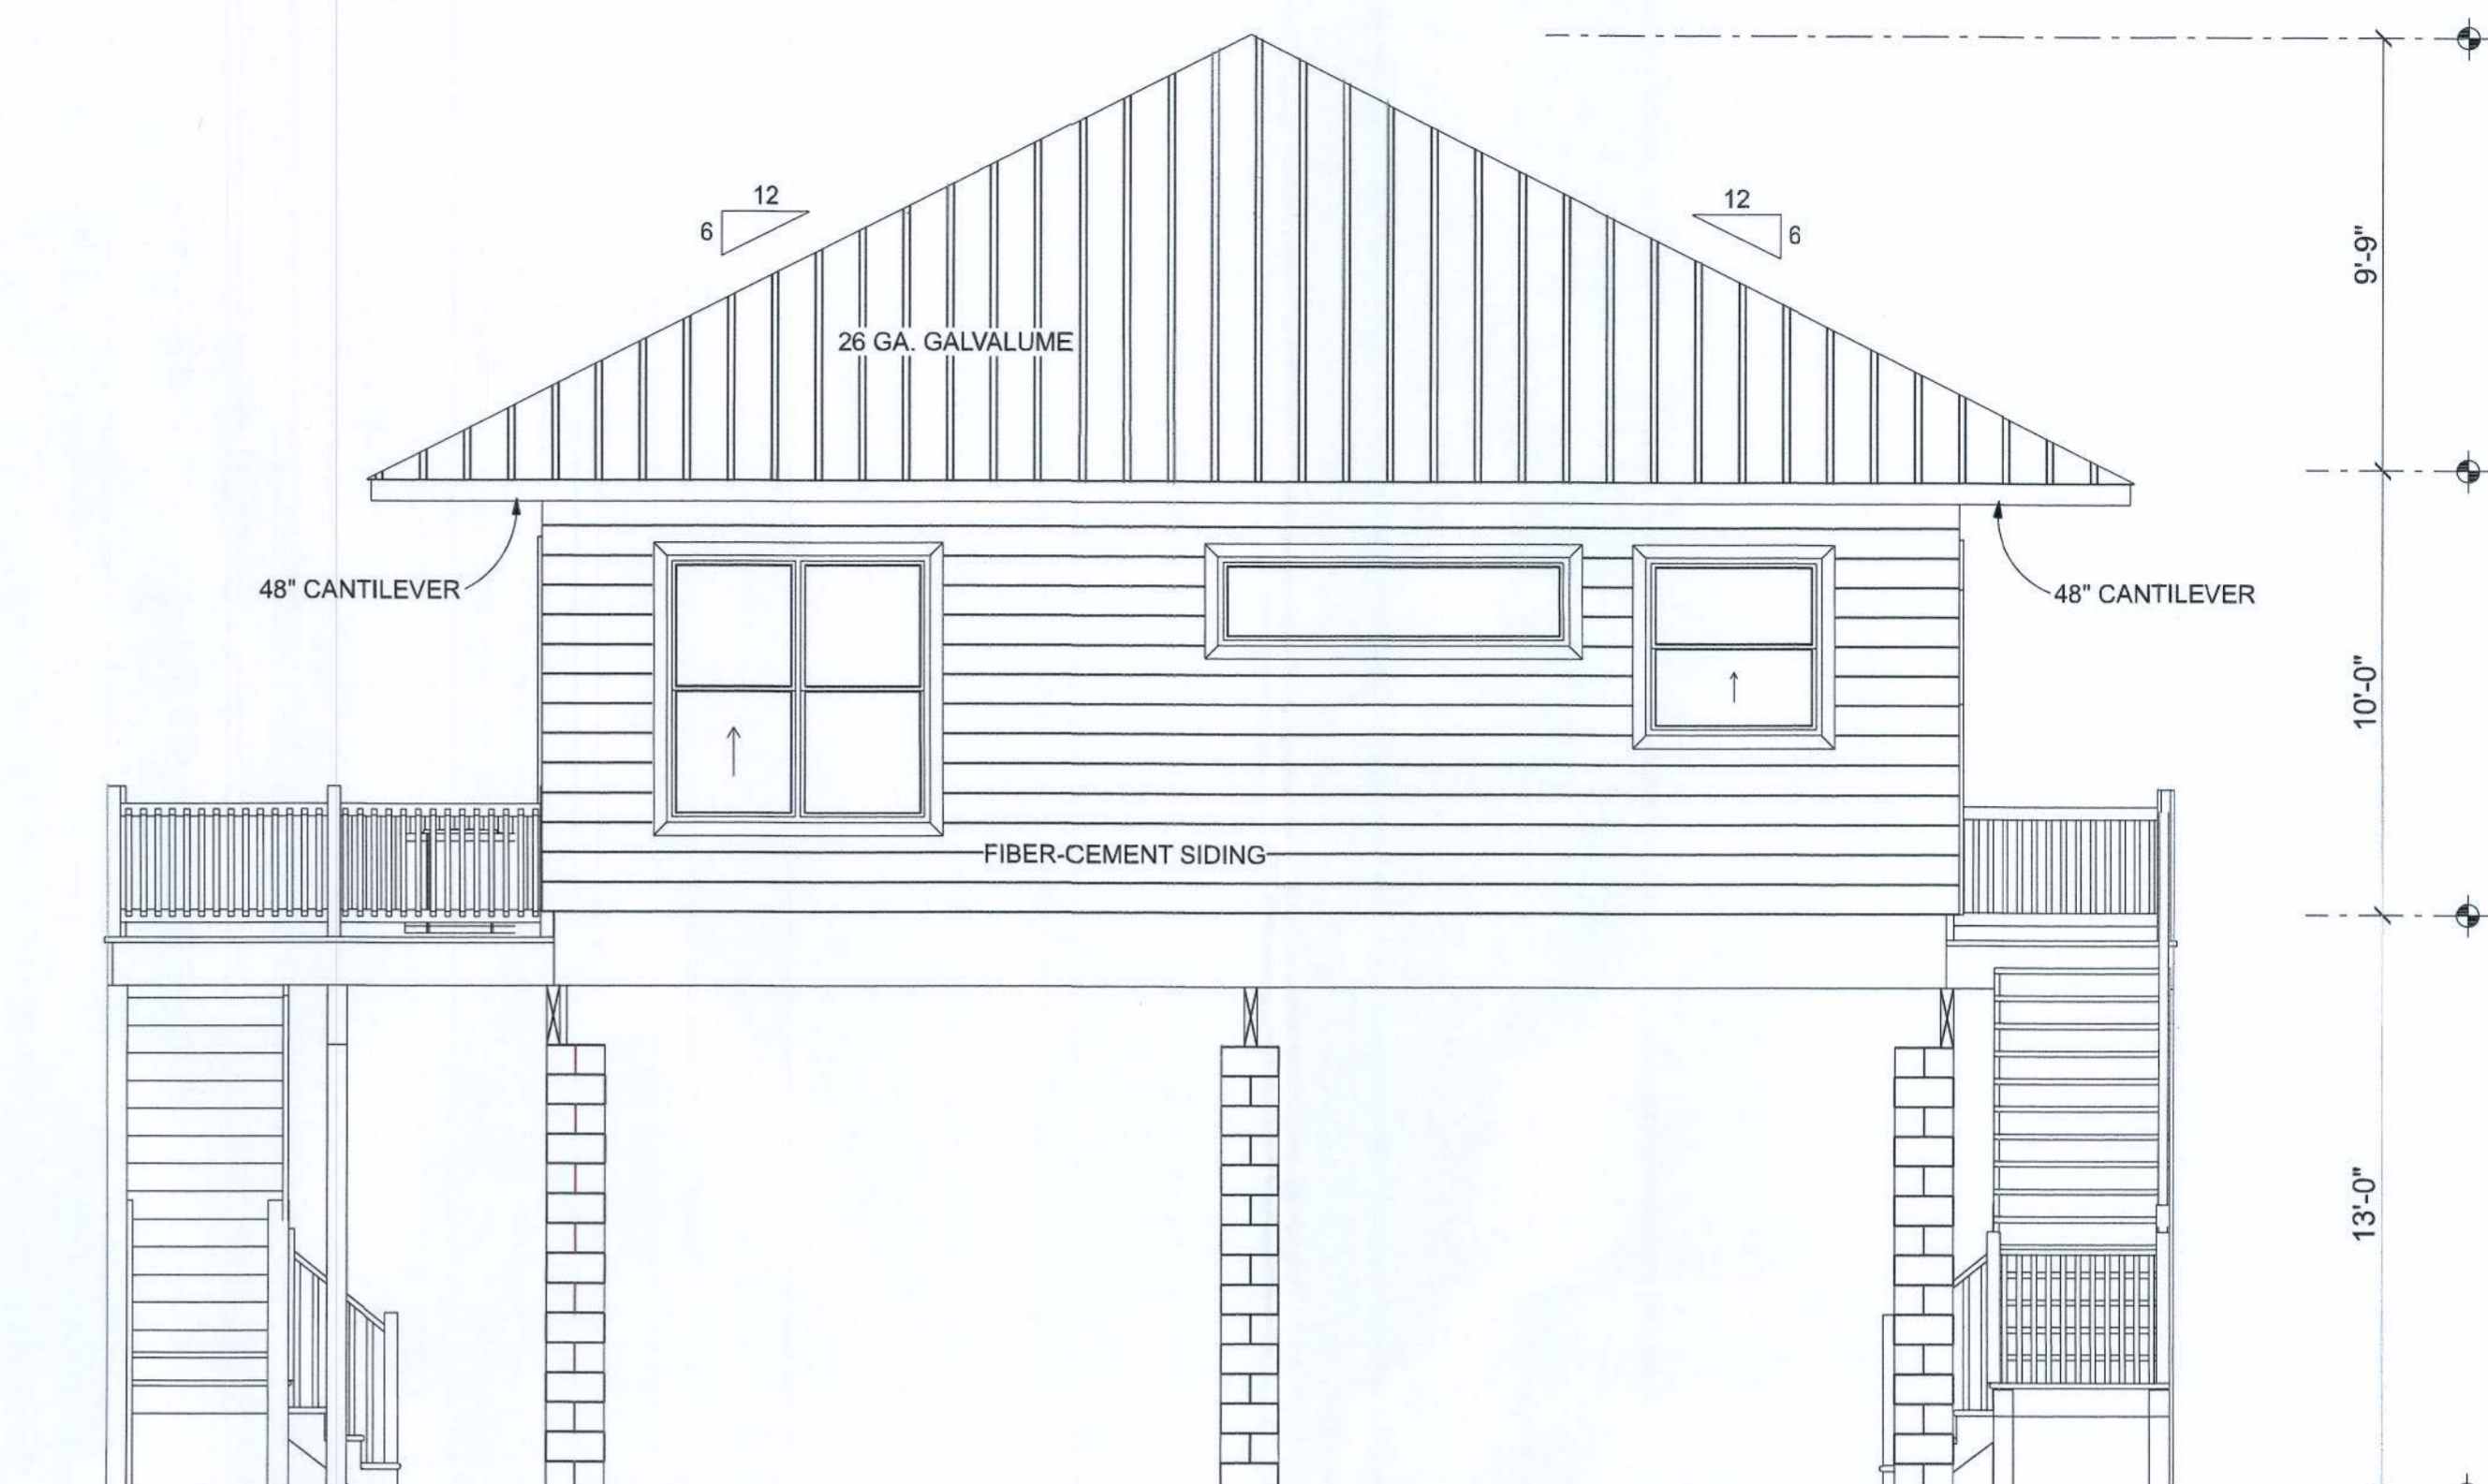 12
6
12
6
9'-9"
26 GA. GALVALUME
48" CANTILEVER
48" CANTILEVER
10'-0"
FIBER-CEMENT SIDING
13'-0"